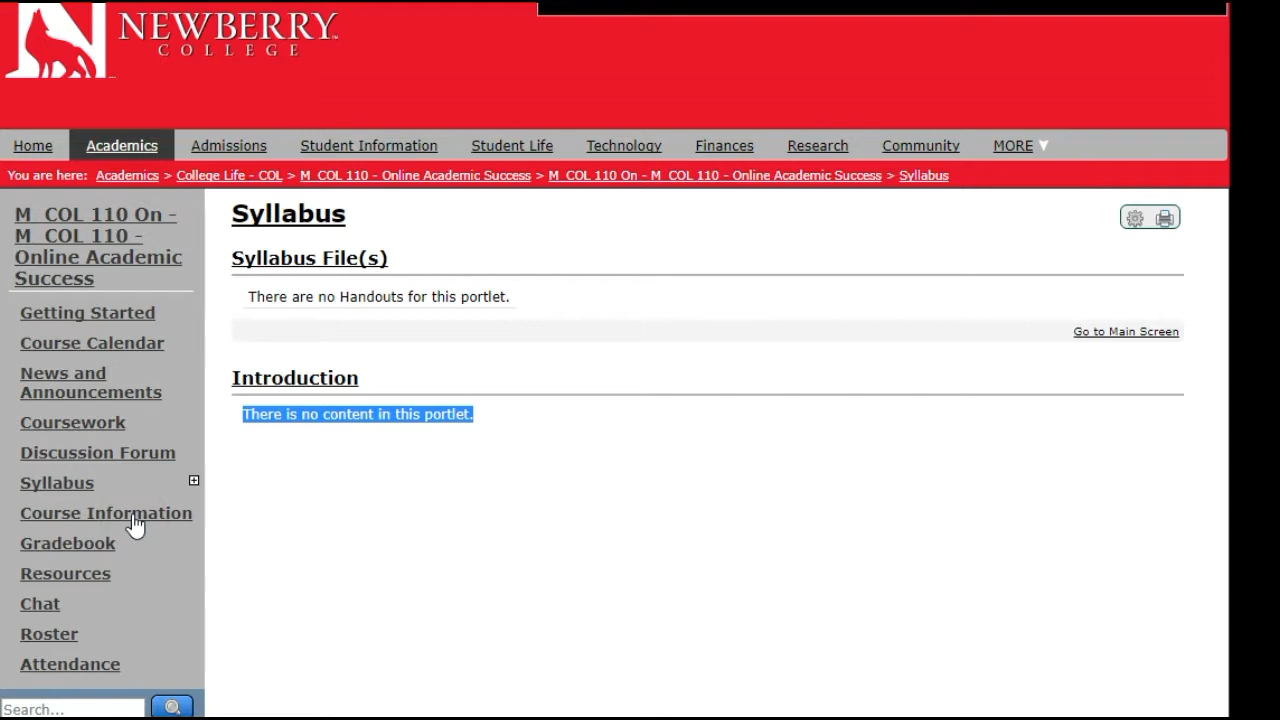 NEWBERRY
COLLEGE
Home Academics Admissions Student Information Student Life Technology Finances Research Community MORE
You are here: Academics > College Life - COL > M_COL 110 - Online Academic Success > M_COL 110 On - M_COL 110 - Online Academic Success > Syllabus
M_COL 110 On -
M_COL 110 -
Online Academic
Success
Getting Started
Course Calendar
News and
Announcements
Coursework
Discussion Forum
Syllabus
Course Information
Gradebook
Resources
Chat
Roster
Attendance
Search...
Syllabus
Syllabus File(s)
There are no Handouts for this portlet.
Go to Main Screen
Introduction
There is no content in this portlet.